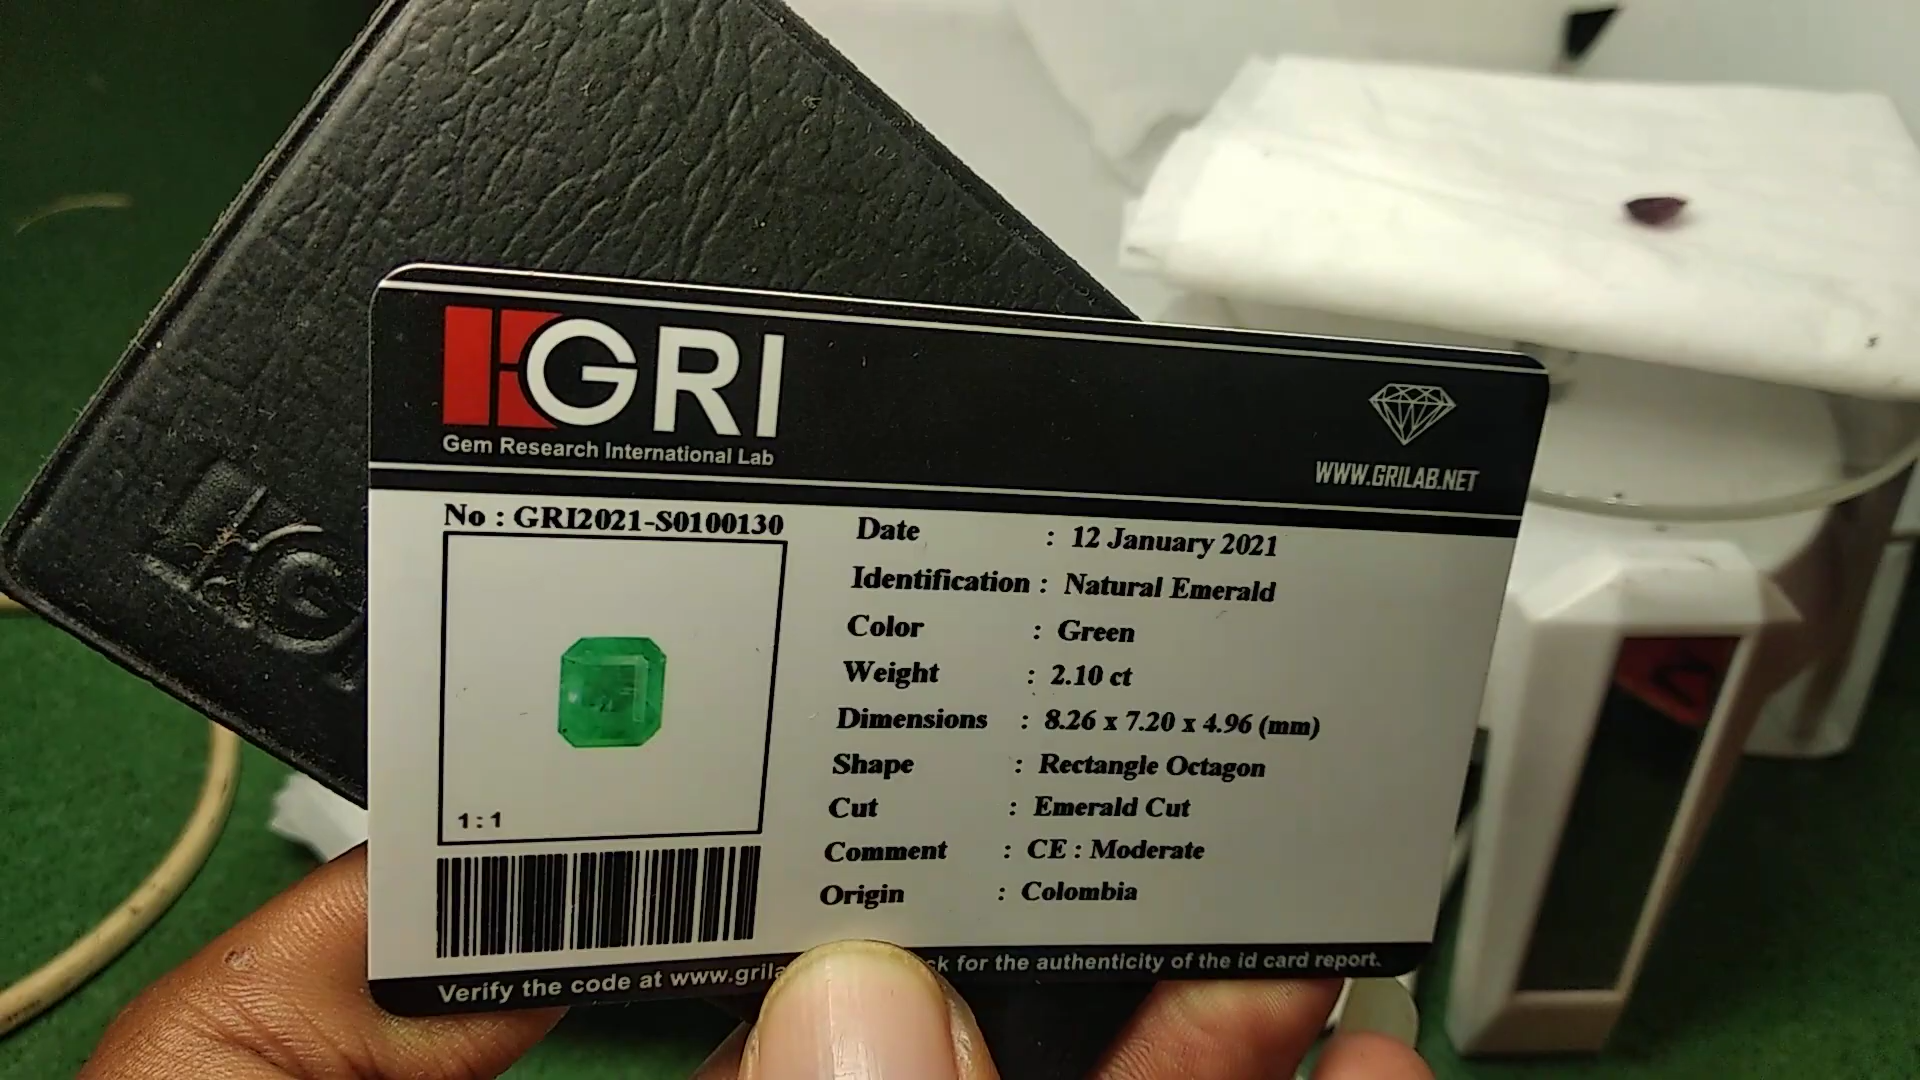 GRI
Gem Research International Lab
WWW.GRILAB.NET
No : GRI2021-S0100130
1:1
Date : 12 January 2021
Identification : Natural Emerald
Color : Green
Weight : 2.10 ct
Dimensions : 8.26 x 7.20 x 4.96 (mm)
Shape : Rectangle Octagon
Cut : Emerald Cut
Comment : CE : Moderate
Origin : Colombia
Verify the code at for the authenticity of the id card report.